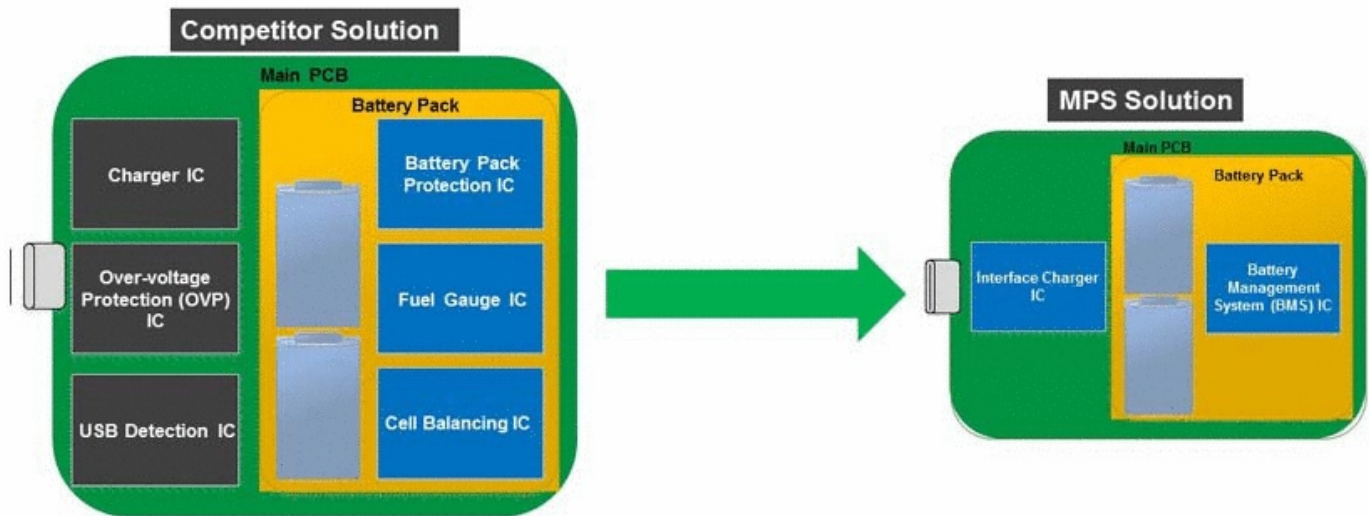 Competitor Solution
Main PCB
Battery Pack
Charger IC
Battery Pack
Protection IC
Over-voltage
Protection (OVP)
IC
Fuel Gauge IC
USB Detection IC
Cell Balancing IC
MPS Solution
Main PCB
Battery Pack
Interface Charger
IC
Battery
Management
System (BMS) IC